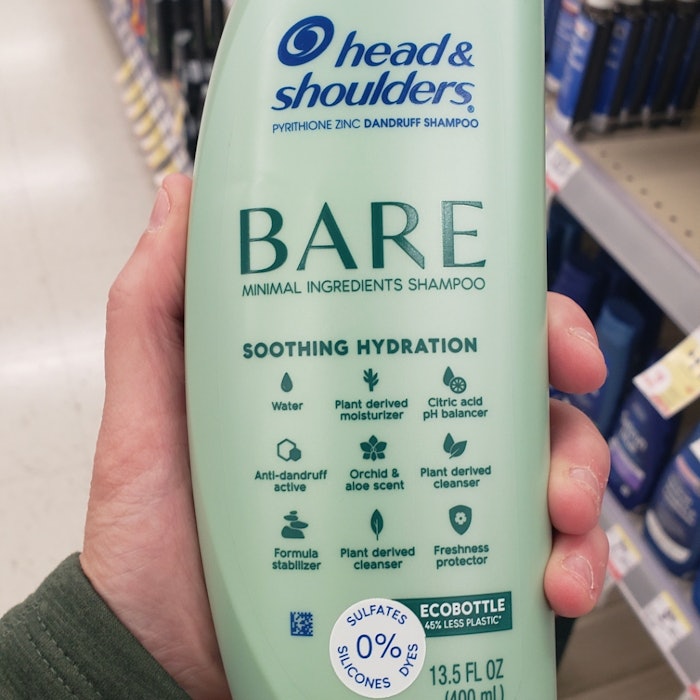 head &
shoulders®
PYRITHIONE ZINC DANDRUFF SHAMPOO
BARE
MINIMAL INGREDIENTS SHAMPOO
SOOTHING HYDRATION
Water
Plant derived
moisturizer
Citric acid
pH balancer
Anti-dandruff
active
Orchid &
aloe scent
Plant derived
cleanser
Formula
stabilizer
Plant derived
cleanser
Freshness
protector
SULFATES
0%
SILICONES DYES
ECOBOTTLE
45% LESS PLASTIC*
13.5 FL OZ
(400 mL)